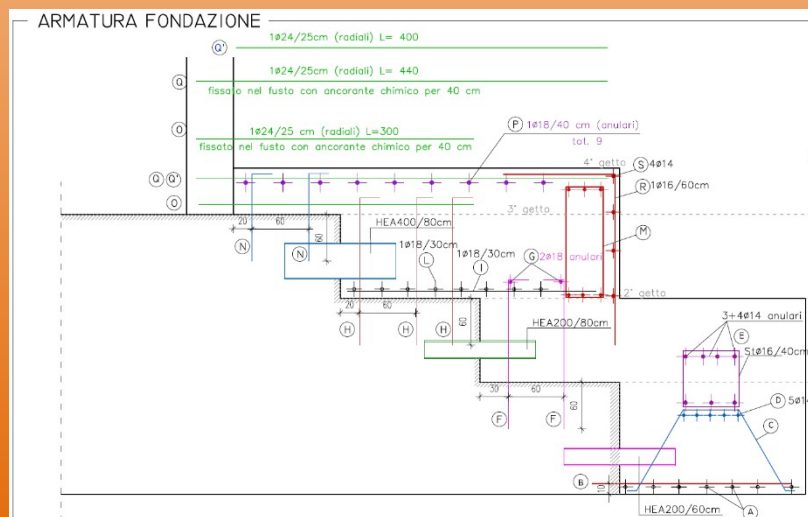 ARMATURA FONDAZIONE
Q' 1ø24/25cm (radiali) L= 400
Q 1ø24/25cm (radiali) L= 440
fissato nel fusto con ancorante chimico per 40 cm
O 1ø24/25 cm (radiali) L=300
fissato nel fusto con ancorante chimico per 40 cm
P 1ø18/40 cm (anulari)
tot. 9
4° getto
S 4ø14
R 1ø16/60cm
Q Q'
O
3° getto
20 60
60
HEA400/80cm
M
N N
1ø18/30cm
1ø18/30cm
G 2ø18 anulari
L
I
2° getto
20 60
60
HEA200/80cm
H H H
3+4ø14 anulari
E
Stø16/40cm
30 60
60
F F
D 5ø14
C
B
10
HEA200/60cm
A